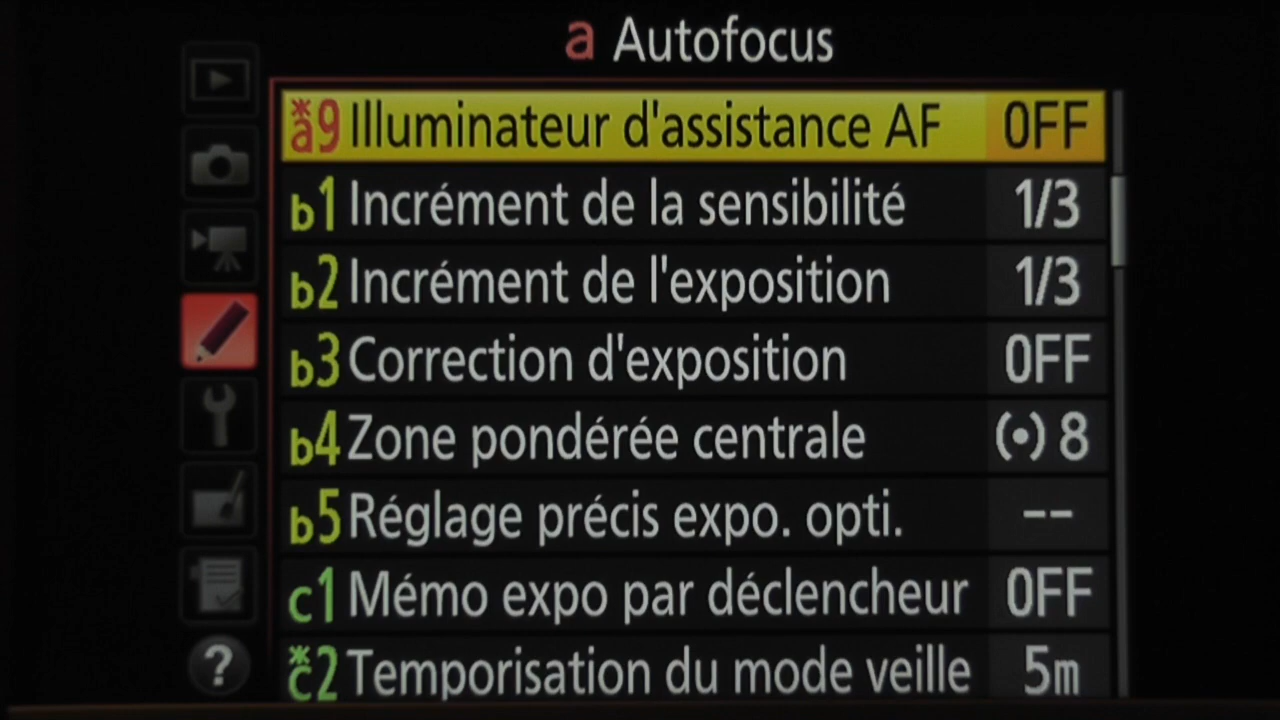 a Autofocus
a9 Illuminateur d'assistance AF OFF
b1 Incrément de la sensibilité 1/3
b2 Incrément de l'exposition 1/3
b3 Correction d'exposition OFF
b4 Zone pondérée centrale (•) 8
b5 Réglage précis expo. opti. --
c1 Mémo expo par déclencheur OFF
c2 Temporisation du mode veille 5m
?